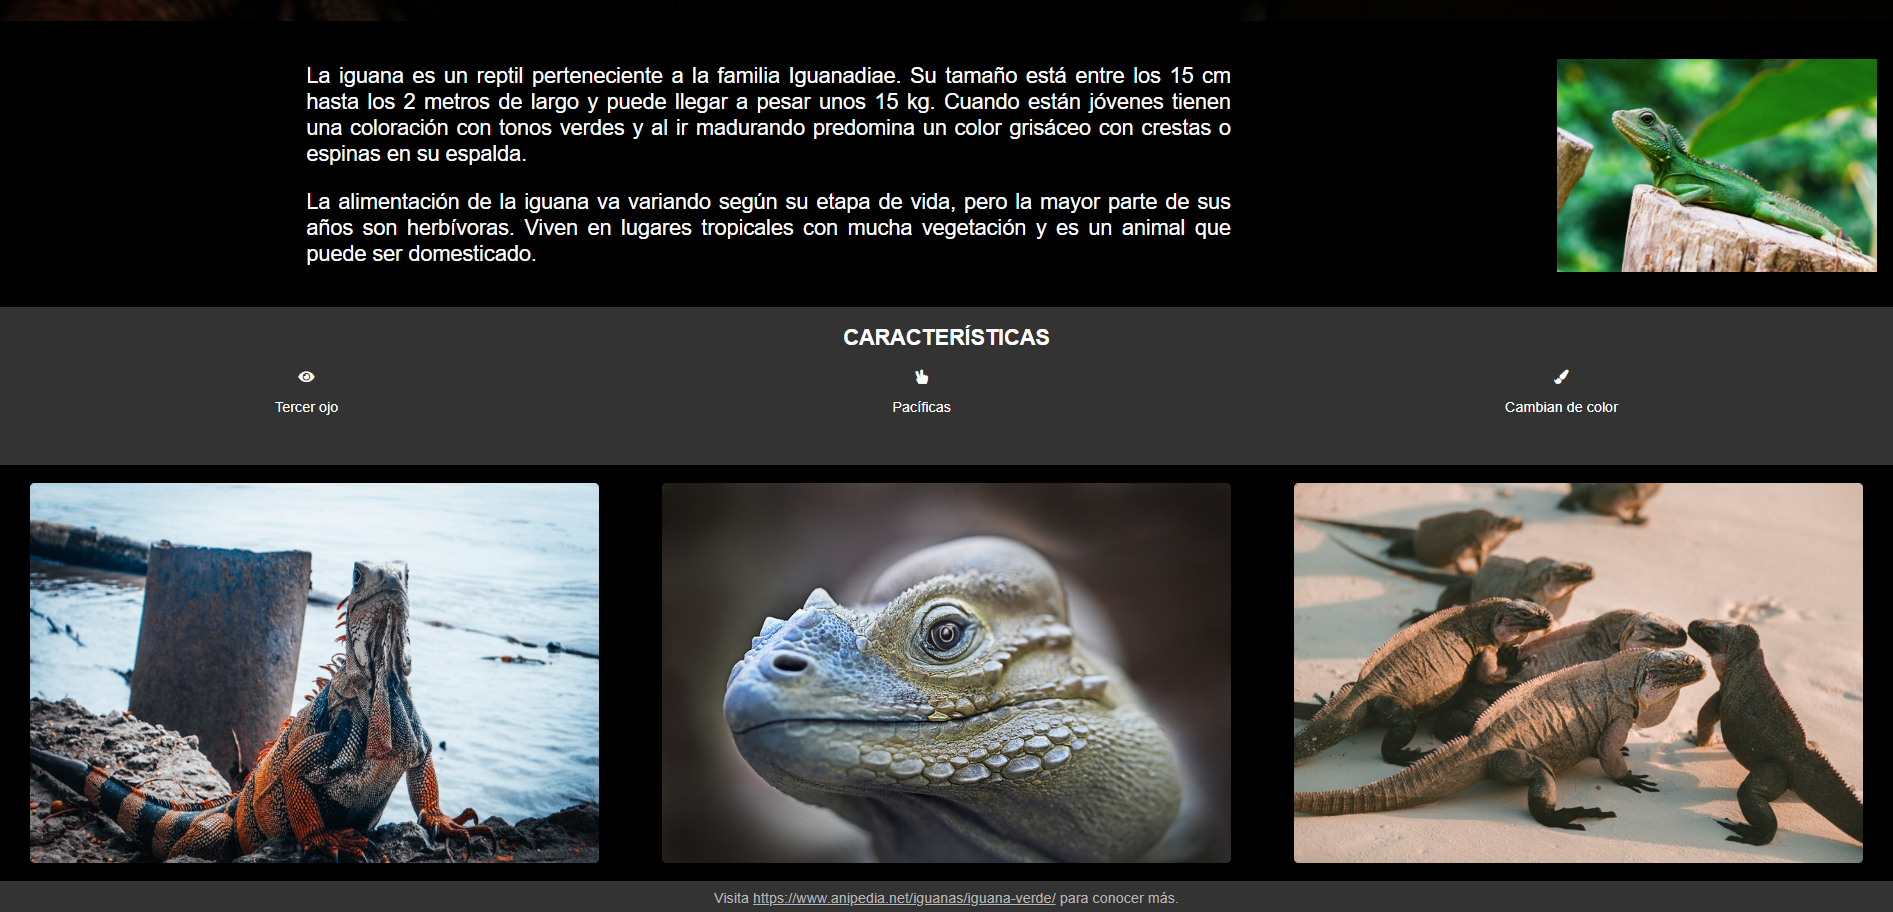 La iguana es un reptil perteneciente a la familia Iguanadiae. Su tamaño está entre los 15 cm
hasta los 2 metros de largo y puede llegar a pesar unos 15 kg. Cuando están jóvenes tienen
una coloración con tonos verdes y al ir madurando predomina un color grisáceo con crestas o
espinas en su espalda.
La alimentación de la iguana va variando según su etapa de vida, pero la mayor parte de sus
años son herbívoras. Viven en lugares tropicales con mucha vegetación y es un animal que
puede ser domesticado.
CARACTERÍSTICAS
Tercer ojo
Pacíficas
Cambian de color
Visita https://www.anipedia.net/iguanas/iguana-verde/ para conocer más.